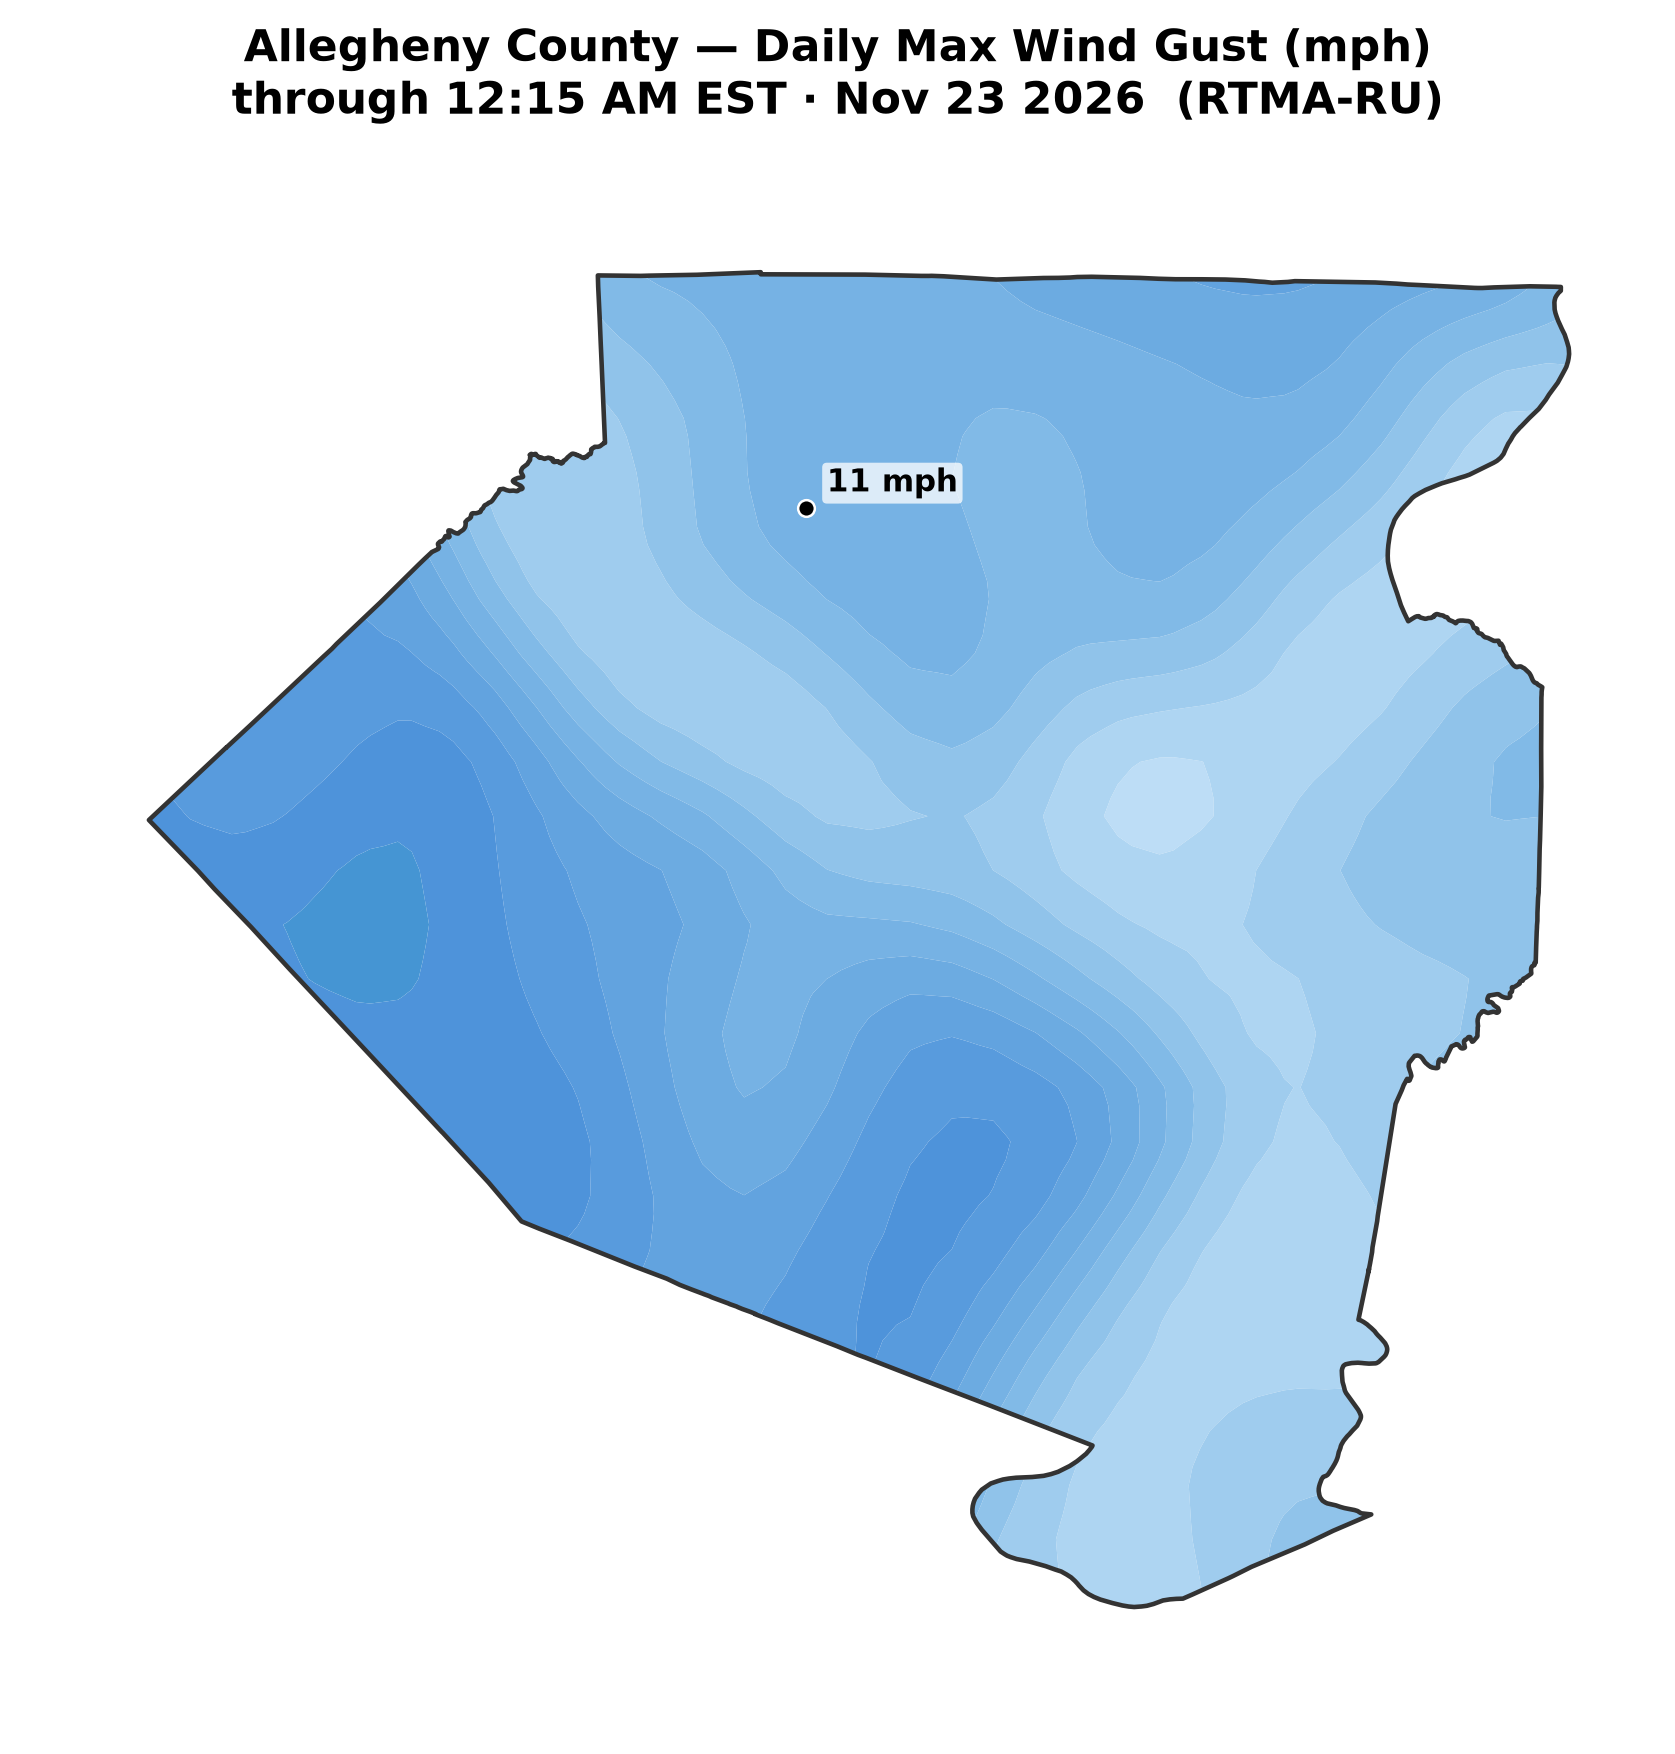 Allegheny County — Daily Max Wind Gust (mph)
through 12:15 AM EST · Nov 23 2026 (RTMA-RU)
11 mph